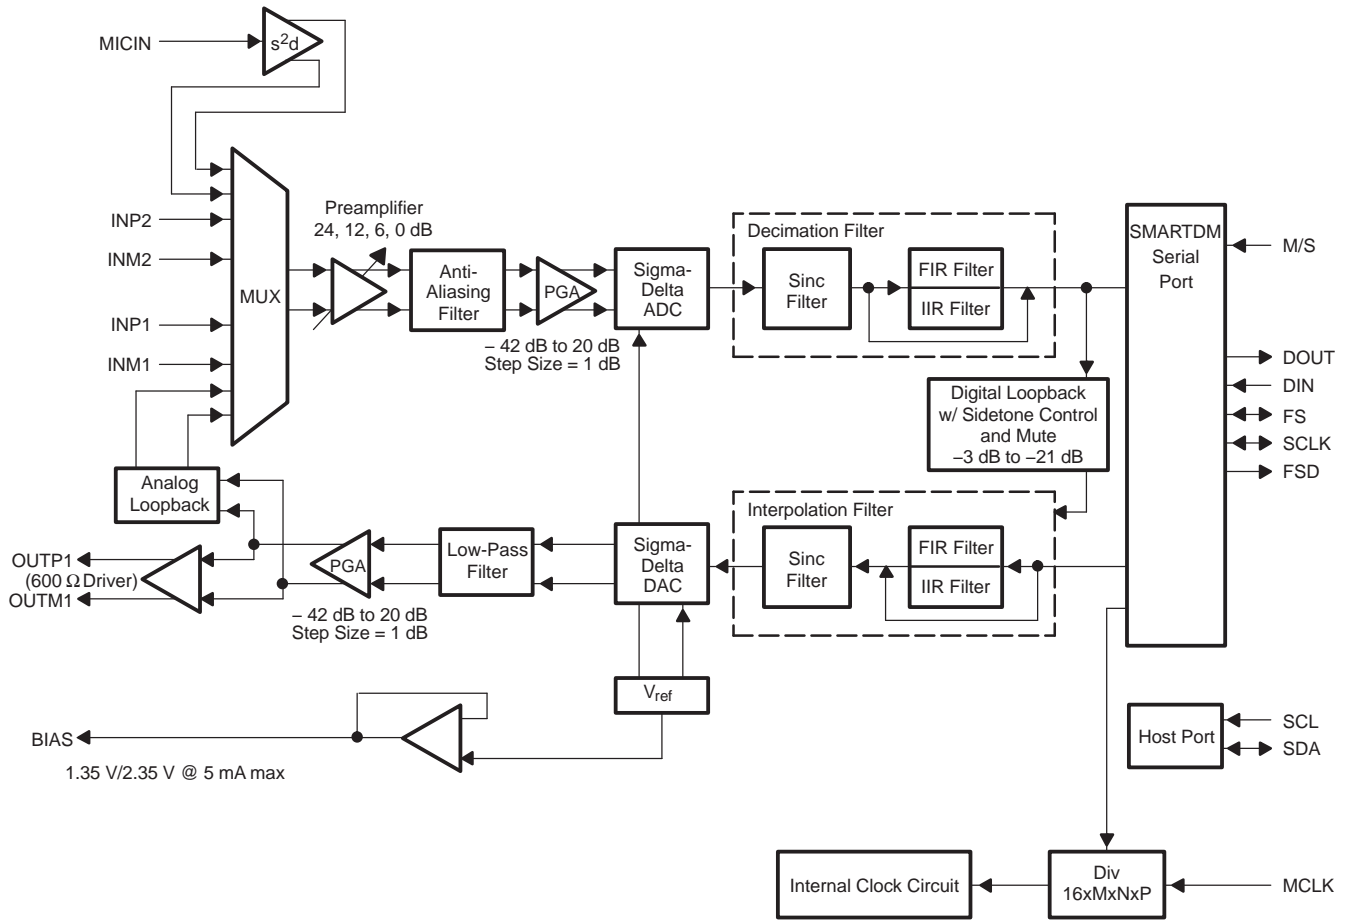 MICIN
s²d
INP2
INM2
INP1
INM1
MUX
Preamplifier
24, 12, 6, 0 dB
Anti-
Aliasing
Filter
PGA
– 42 dB to 20 dB
Step Size = 1 dB
Sigma-
Delta
ADC
Decimation Filter
Sinc
Filter
FIR Filter
IIR Filter
SMARTDM
Serial
Port
M/S
DOUT
DIN
FS
SCLK
FSD
Digital Loopback
w/ Sidetone Control
and Mute
–3 dB to –21 dB
Analog
Loopback
OUTP1
(600 Ω Driver)
OUTM1
PGA
– 42 dB to 20 dB
Step Size = 1 dB
Low-Pass
Filter
Sigma-
Delta
DAC
Interpolation Filter
Sinc
Filter
FIR Filter
IIR Filter
Vref
BIAS
1.35 V/2.35 V @ 5 mA max
Host Port
SCL
SDA
Internal Clock Circuit
Div
16xMxNxP
MCLK